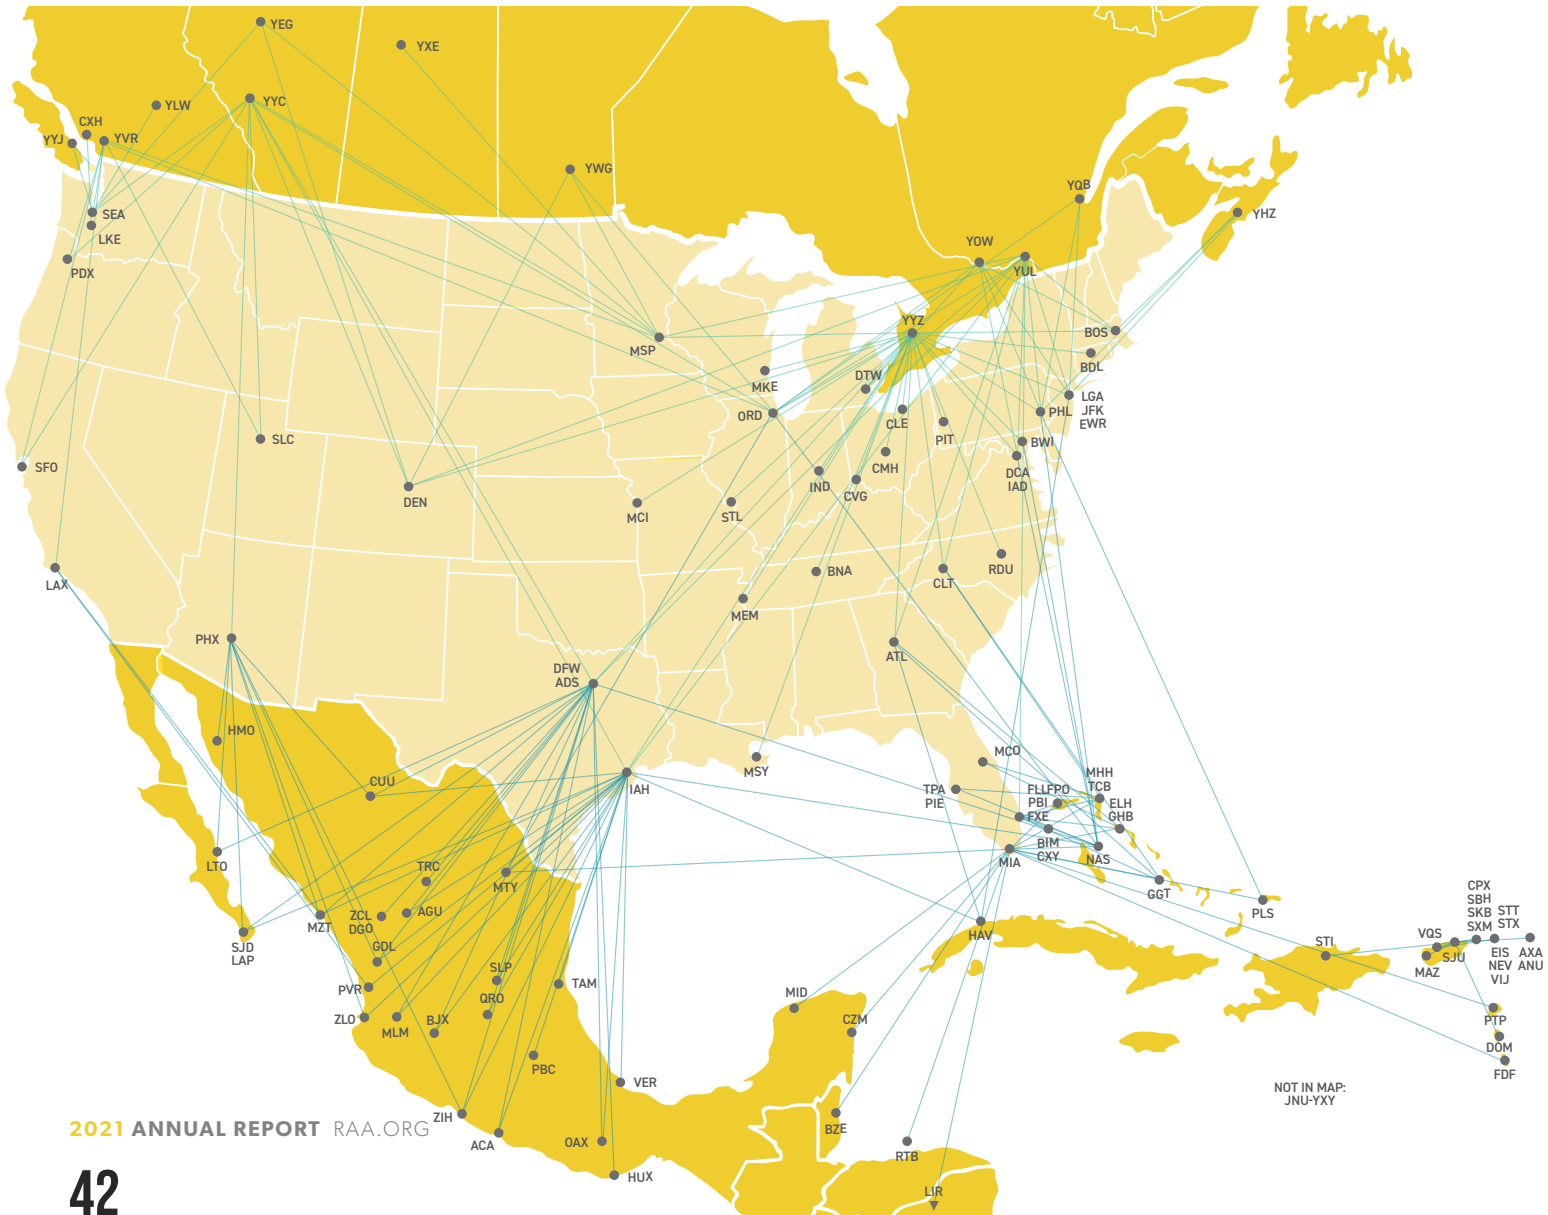 YEG
YXE
YLW
YYC
CXH
YYJ
YVR
YWG
YQB
YHZ
SEA
LKE
PDX
YOW
YUL
YYZ
BOS
MSP
BDL
MKE
DTW
LGA
JFK
EWR
ORD
CLE
PHL
PIT
BWI
SLC
SFO
CMH
DCA
IAD
DEN
IND
CVG
MCI
STL
LAX
BNA
CLT
RDU
MEM
PHX
ATL
DFW
ADS
HMO
MCO
CUU
IAH
MSY
TPA
PIE
FLLFPO
PBI
MHH
TCB
FXE
ELH
GHB
BIM
CXY
NAS
MIA
LTO
TRC
MTY
GGT
ZCL
DGO
AGU
MZT
HAV
PLS
SJD
LAP
GDL
SLP
STI
CPX
SBH
SKB
SXM
STT
STX
VQS
SJU
MAZ
EIS
NEV
VIJ
AXA
ANU
PVR
QRO
TAM
MID
ZLO
MLM
BJX
CZM
PTP
DOM
FDF
PBC
VER
NOT IN MAP:
JNU-YXY
ZIH
ACA
OAX
BZE
RTB
HUX
LIR
2021 ANNUAL REPORT RAA.ORG
42